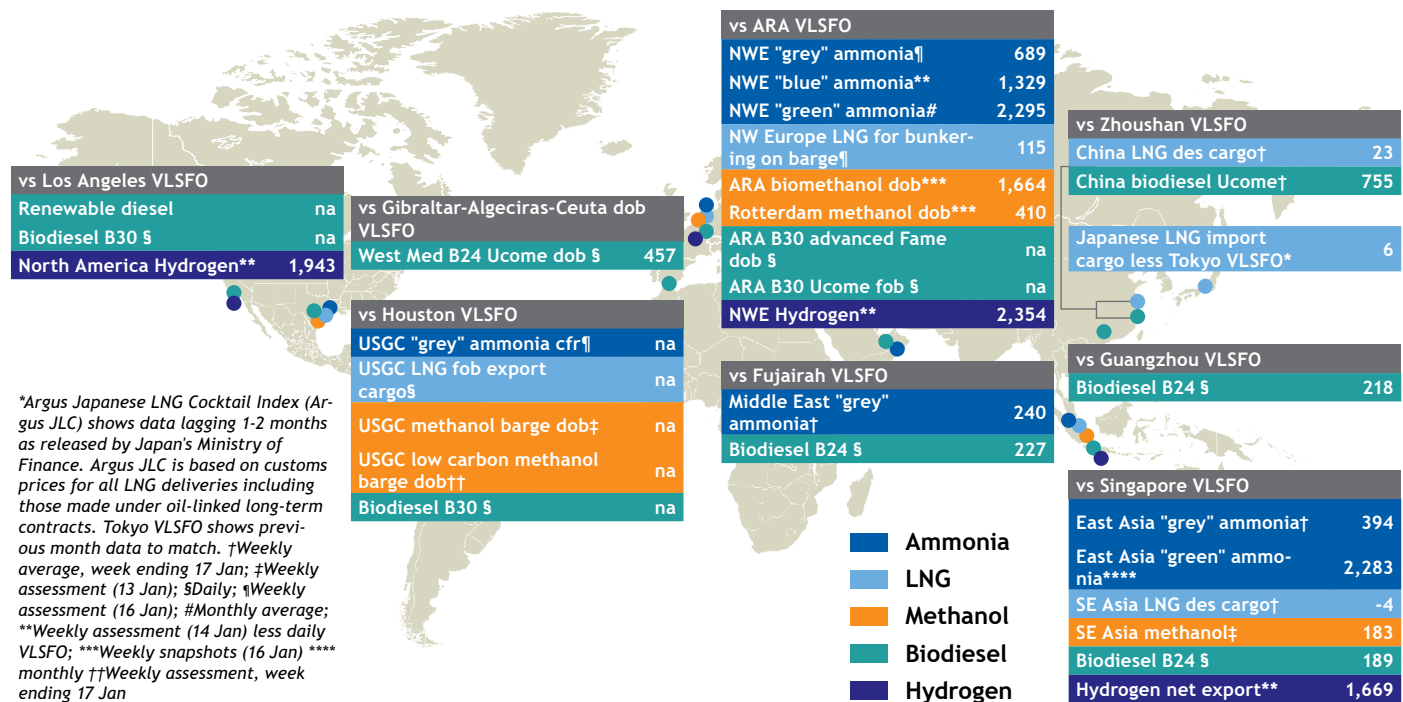 vs Los Angeles VLSFO
Renewable diesel na
Biodiesel B30 § na
North America Hydrogen** 1,943
vs Gibraltar-Algeciras-Ceuta dob
VLSFO
West Med B24 Ucome dob § 457
vs Houston VLSFO
USGC "grey" ammonia cfr¶ na
USGC LNG fob export
cargo§ na
USGC methanol barge dob‡ na
USGC low carbon methanol
barge dob†† na
Biodiesel B30 § na
vs ARA VLSFO
NWE "grey" ammonia¶ 689
NWE "blue" ammonia** 1,329
NWE "green" ammonia# 2,295
NW Europe LNG for bunker-
ing on barge¶ 115
ARA biomethanol dob*** 1,664
Rotterdam methanol dob*** 410
ARA B30 advanced Fame
dob § na
ARA B30 Ucome fob § na
NWE Hydrogen** 2,354
vs Fujairah VLSFO
Middle East "grey"
ammonia† 240
Biodiesel B24 § 227
vs Zhoushan VLSFO
China LNG des cargo† 23
China biodiesel Ucome† 755
Japanese LNG import
cargo less Tokyo VLSFO* 6
vs Guangzhou VLSFO
Biodiesel B24 § 218
vs Singapore VLSFO
East Asia "grey" ammonia† 394
East Asia "green" ammo-
nia**** 2,283
SE Asia LNG des cargo† -4
SE Asia methanol‡ 183
Biodiesel B24 § 189
Hydrogen net export** 1,669
Ammonia
LNG
Methanol
Biodiesel
Hydrogen
*Argus Japanese LNG Cocktail Index (Ar-
gus JLC) shows data lagging 1-2 months
as released by Japan's Ministry of
Finance. Argus JLC is based on customs
prices for all LNG deliveries including
those made under oil-linked long-term
contracts. Tokyo VLSFO shows previ-
ous month data to match. †Weekly
average, week ending 17 Jan; ‡Weekly
assessment (13 Jan); §Daily; ¶Weekly
assessment (16 Jan); #Monthly average;
**Weekly assessment (14 Jan) less daily
VLSFO; ***Weekly snapshots (16 Jan) ****
monthly ††Weekly assessment, week
ending 17 Jan